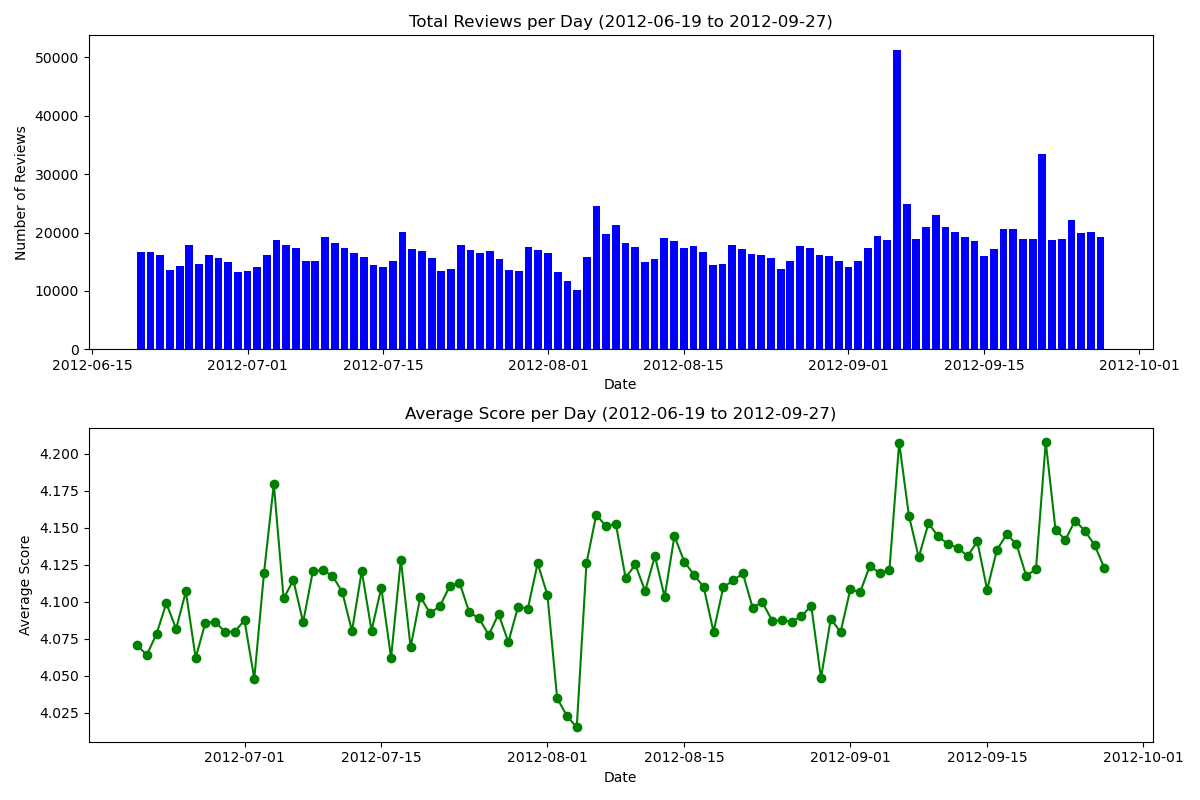 Total Reviews per Day (2012-06-19 to 2012-09-27)
50000
40000
30000
20000
10000
0
Number of Reviews
2012-06-15 2012-07-01 2012-07-15 2012-08-01 2012-08-15 2012-09-01 2012-09-15 2012-10-01
Date
Average Score per Day (2012-06-19 to 2012-09-27)
4.200
4.175
4.150
4.125
4.100
4.075
4.050
4.025
Average Score
2012-07-01 2012-07-15 2012-08-01 2012-08-15 2012-09-01 2012-09-15 2012-10-01
Date